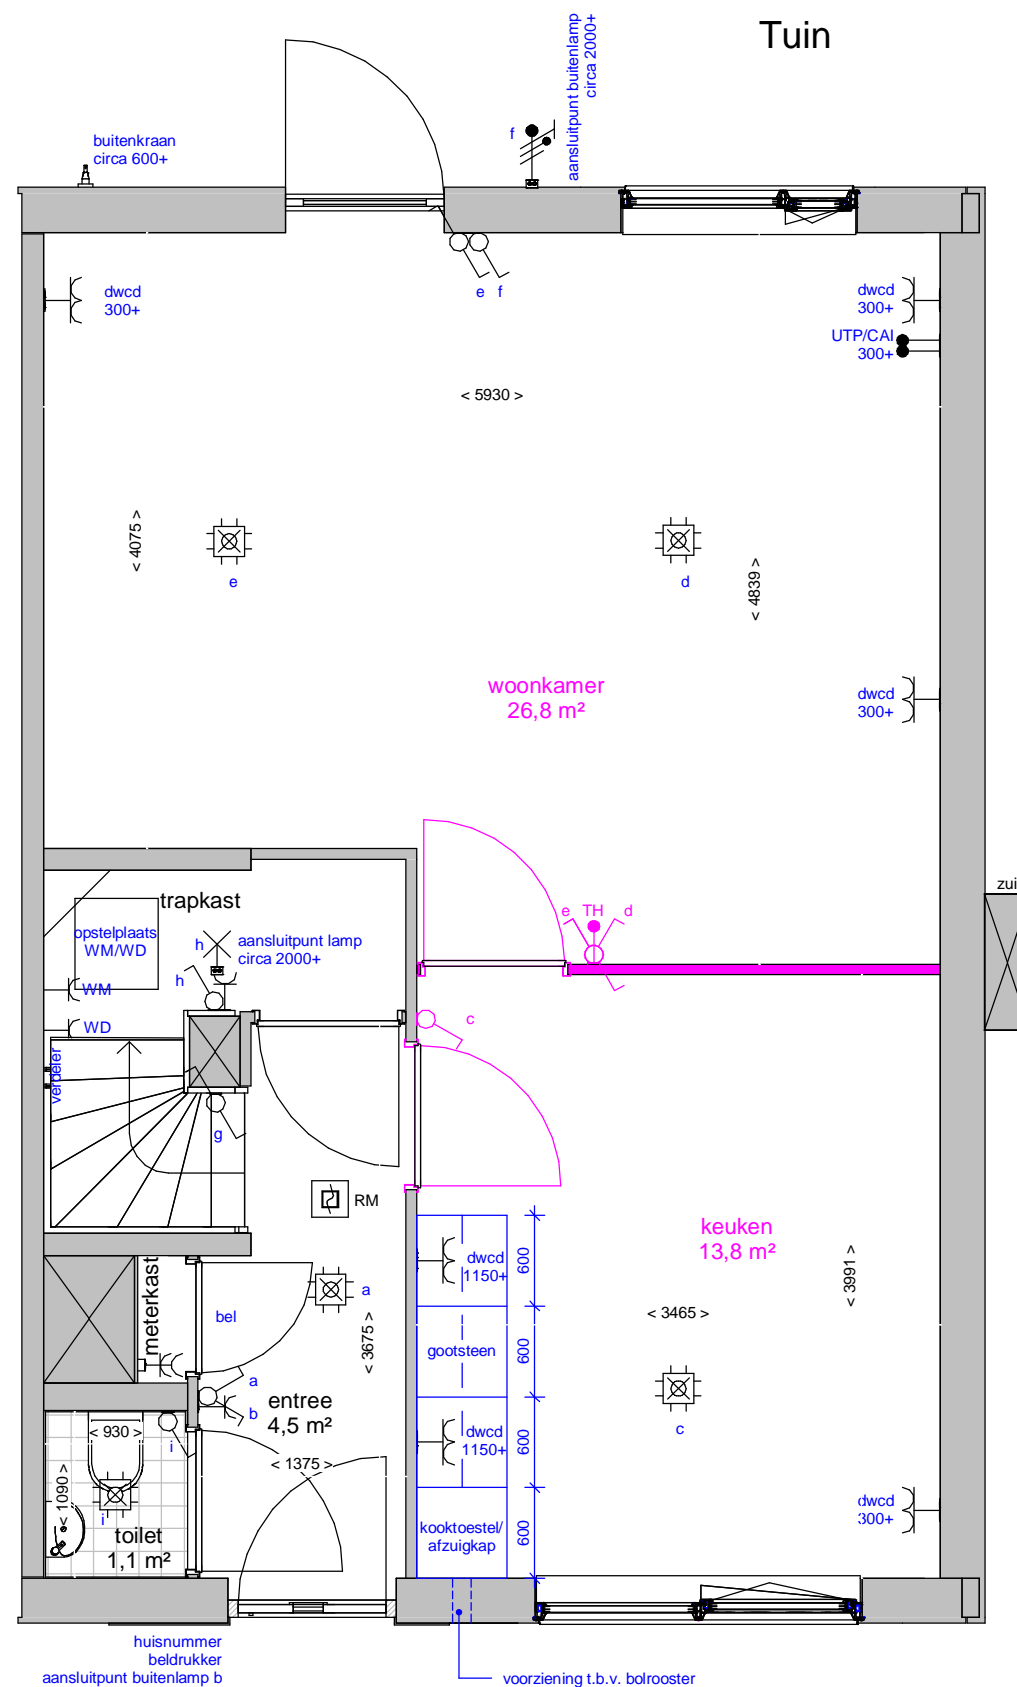 Tuin
aansluitpunt buitenlamp
circa 2000+
f
buitenkraan
circa 600+
e f
dwcd
300+
dwcd
300+
UTP/CAI
300+
< 5930 >
< 4075 >
< 4839 >
e
d
woonkamer
26,8 m²
dwcd
300+
e TH d
zui
trapkast
opstelplaats
WM/WD
h
aansluitpunt lamp
circa 2000+
h
WM
WD
c
verdeler
g
RM
keuken
13,8 m²
meterkast
bel
a
dwcd
1150+
600
< 3991 >
< 3675 >
< 3465 >
gootsteen
600
a
b
entree
4,5 m²
c
< 930 >
i
dwcd
1150+
600
< 1375 >
< 1090 >
i
toilet
1,1 m²
kooktoestel/
afzuigkap
600
dwcd
300+
huisnummer
beldrukker
aansluitpunt buitenlamp b
voorziening t.b.v. bolrooster